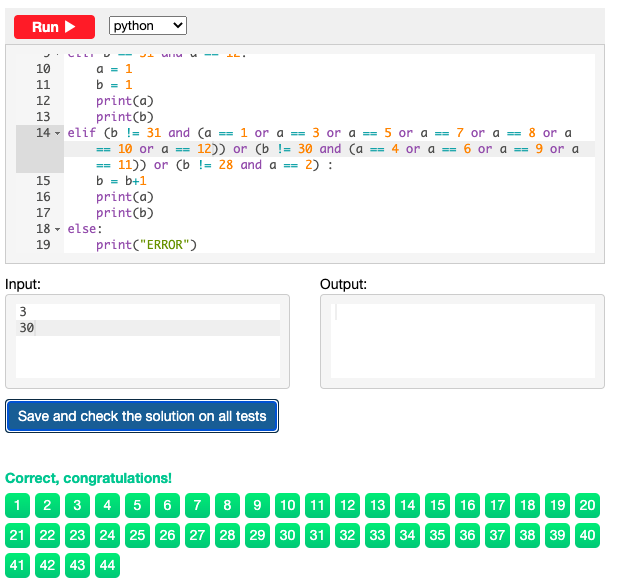 Run
python
10 a = 1
11 b = 1
12 print(a)
13 print(b)
14 elif (b != 31 and (a == 1 or a == 3 or a == 5 or a == 7 or a == 8 or a
== 10 or a == 12)) or (b != 30 and (a == 4 or a == 6 or a == 9 or a
== 11)) or (b != 28 and a == 2) :
15 b = b+1
16 print(a)
17 print(b)
18 else:
19 print("ERROR")
Input:
Output:
3
30
Save and check the solution on all tests
Correct, congratulations!
1 2 3 4 5 6 7 8 9 10 11 12 13 14 15 16 17 18 19 20
21 22 23 24 25 26 27 28 29 30 31 32 33 34 35 36 37 38 39 40
41 42 43 44